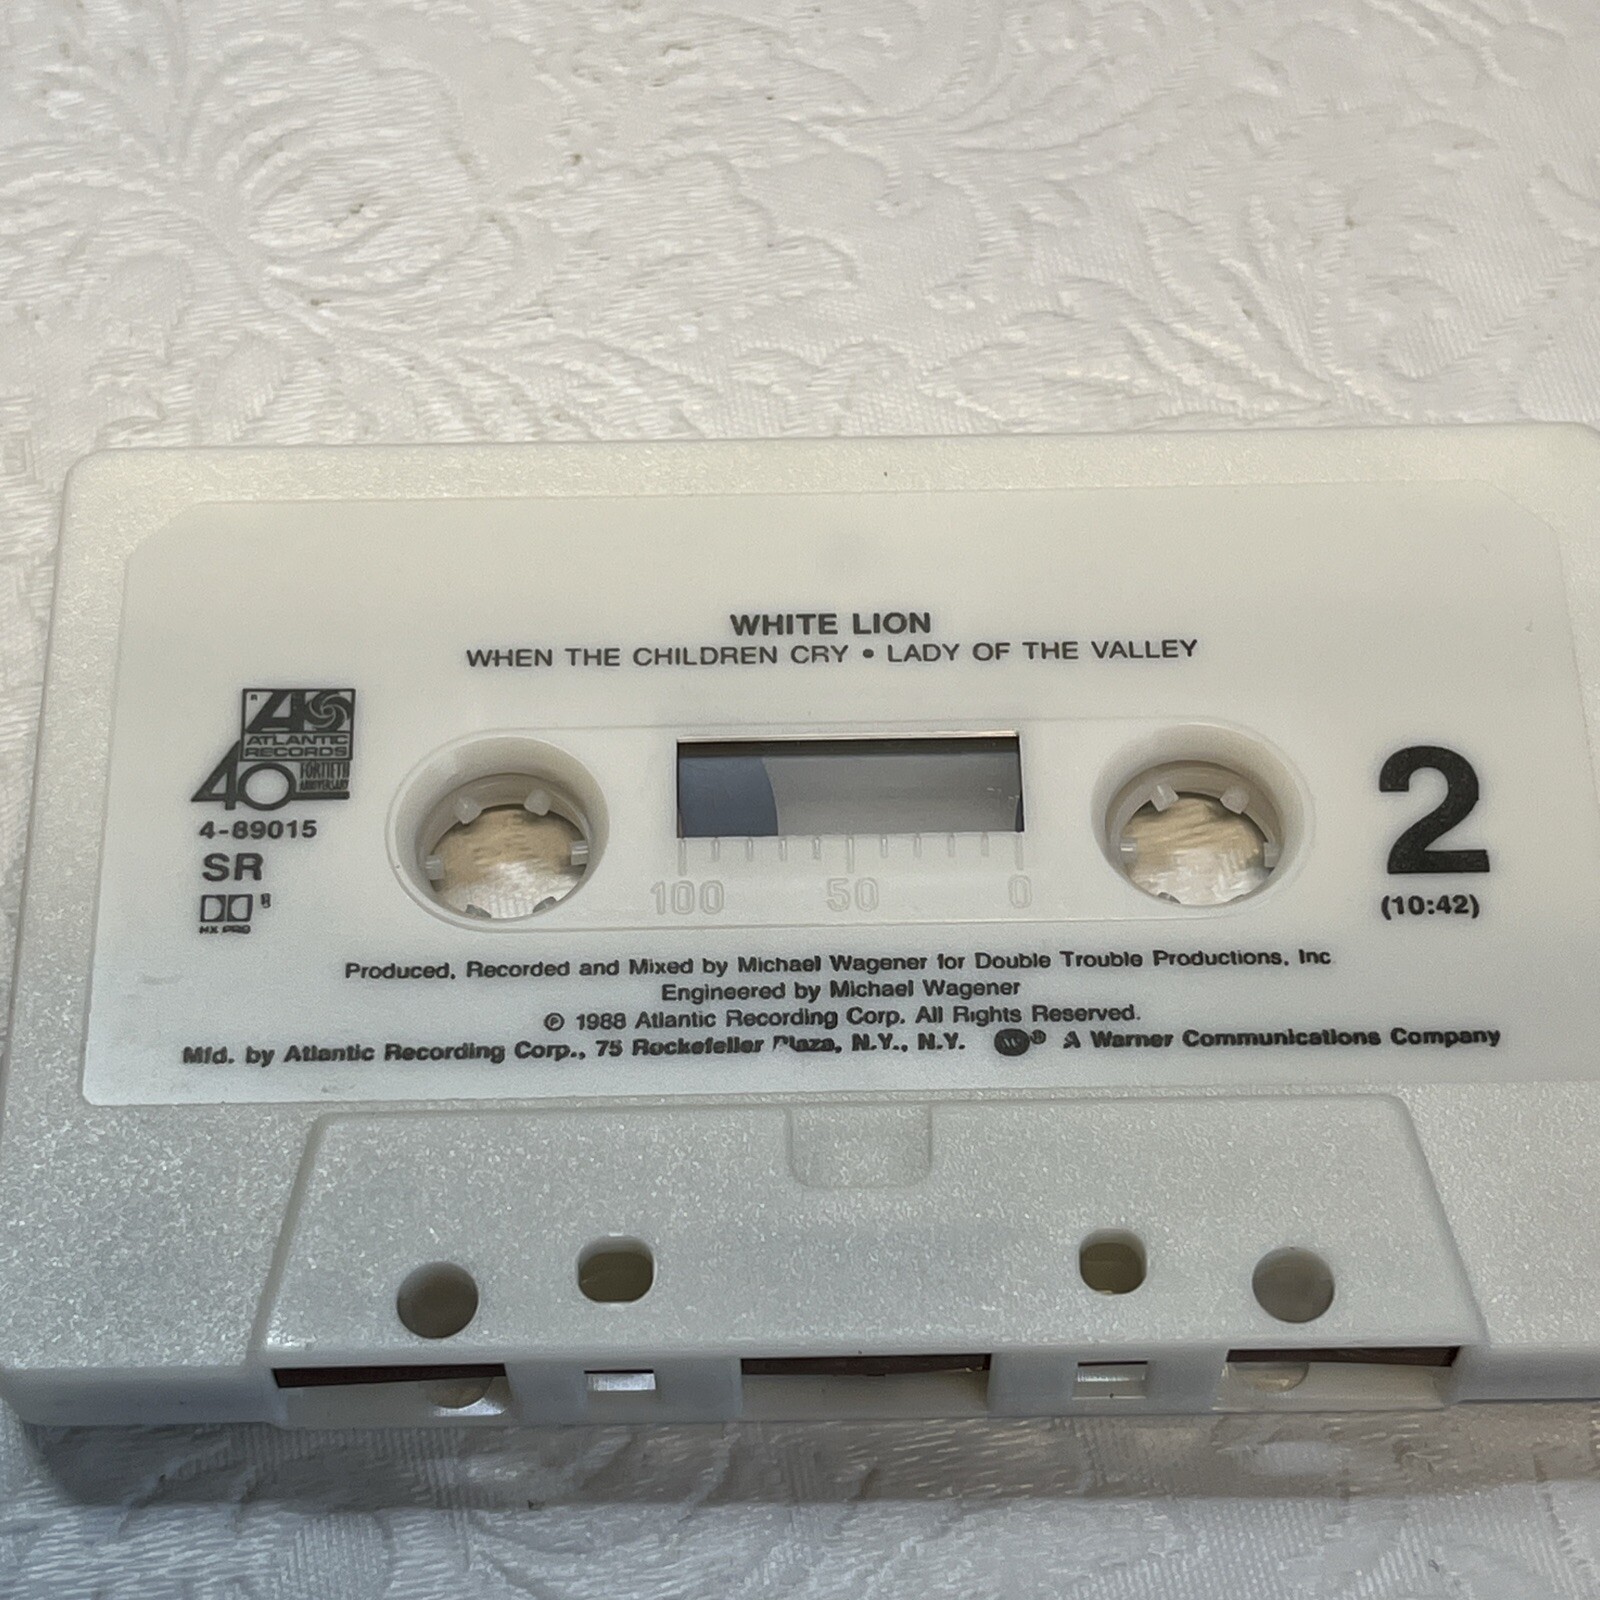 WHITE LION
WHEN THE CHILDREN CRY • LADY OF THE VALLEY
ATLANTIC
RECORDS
40 FORTIETH
ANNIVERSARY
4-89015
SR
HX PRO
100 50 0
2
(10:42)
Produced, Recorded and Mixed by Michael Wagener for Double Trouble Productions, Inc
Engineered by Michael Wagener
℗ 1988 Atlantic Recording Corp. All Rights Reserved.
Mfd. by Atlantic Recording Corp., 75 Rockefeller Plaza, N.Y., N.Y. ® A Warner Communications Company